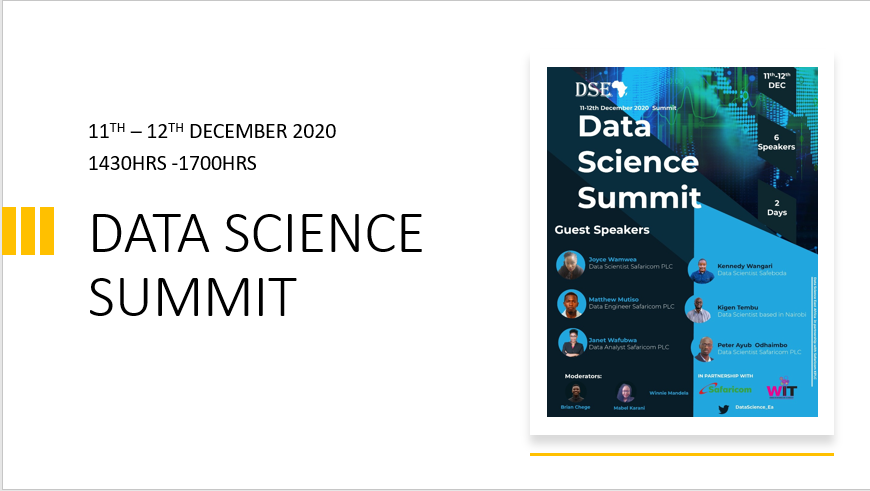 11TH – 12TH DECEMBER 2020
1430HRS -1700HRS
DATA SCIENCE
SUMMIT
DSE
11-12th December 2020 Summit
Data
Science
Summit
11th-12th
DEC
6
Speakers
2
Days
Guest Speakers
Joyce Wamwea
Data Scientist Safaricom PLC
Matthew Mutiso
Data Engineer Safaricom PLC
Janet Wafubwa
Data Analyst Safaricom PLC
Kennedy Wangari
Data Scientist Safeboda
Kigen Tembu
Data Scientist based in Nairobi
Peter Ayub Odhaimbo
Data Scientist Safaricom PLC
Moderators:
Brian Chege
Mabel Karani
Winnie Mandela
IN PARTNERSHIP WITH
Safaricom
WIT
DataScience_Ea